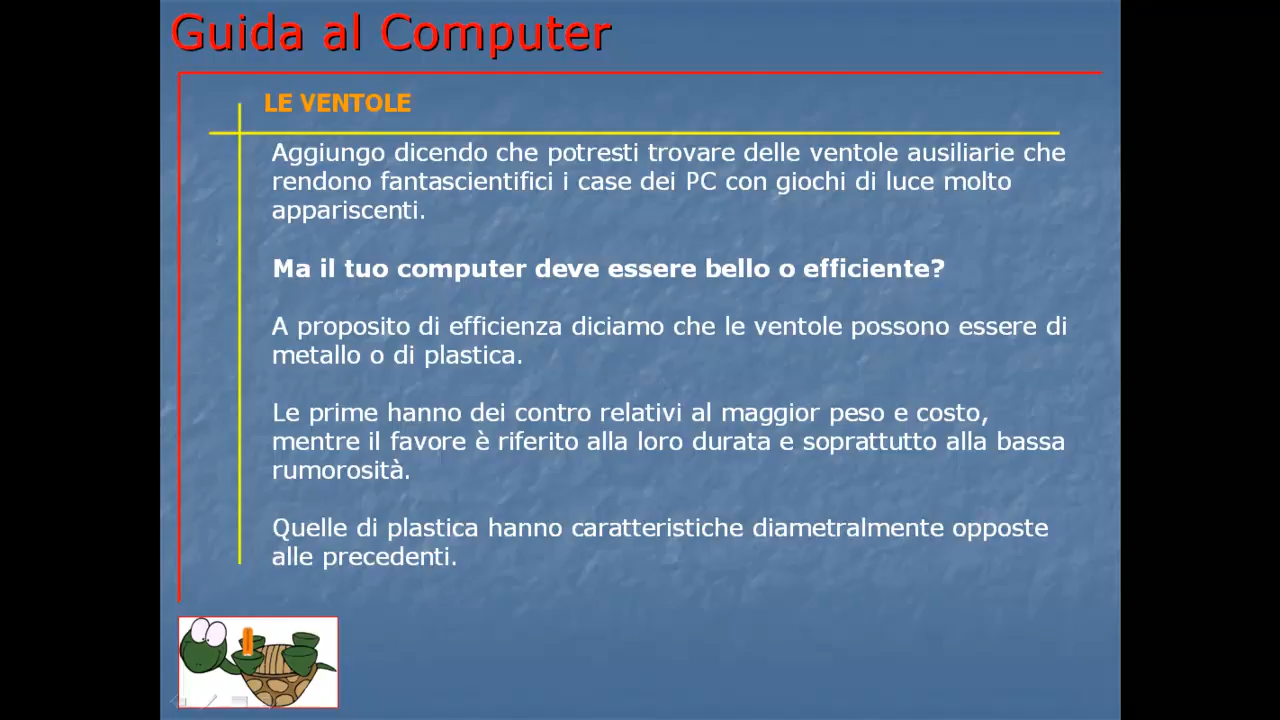 Guida al Computer
LE VENTOLE
Aggiungo dicendo che potresti trovare delle ventole ausiliarie che
rendono fantascientifici i case dei PC con giochi di luce molto
appariscenti.
Ma il tuo computer deve essere bello o efficiente?
A proposito di efficienza diciamo che le ventole possono essere di
metallo o di plastica.
Le prime hanno dei contro relativi al maggior peso e costo,
mentre il favore è riferito alla loro durata e soprattutto alla bassa
rumorosità.
Quelle di plastica hanno caratteristiche diametralmente opposte
alle precedenti.